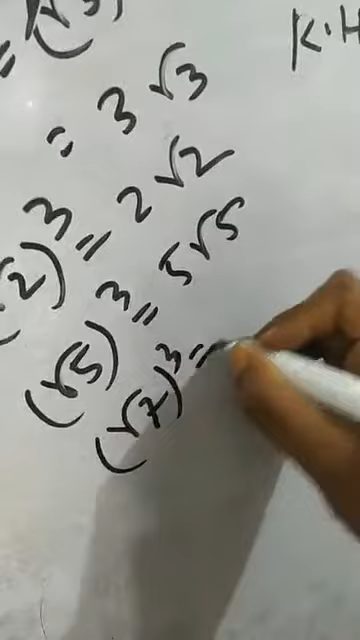 K.H
= 3√3
√2)³ = 2√2
(√5)³ = 5√5
(√7)³ =